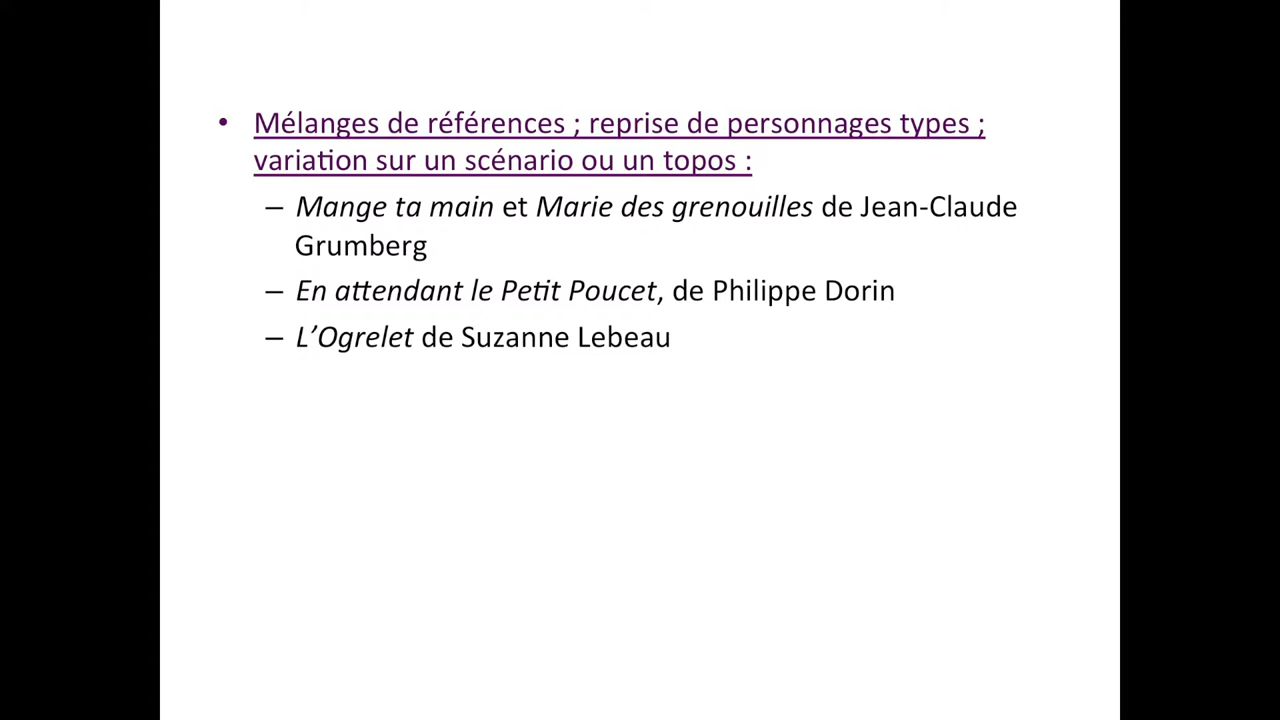 • Mélanges de références ; reprise de personnages types ;
variation sur un scénario ou un topos :
– Mange ta main et Marie des grenouilles de Jean-Claude
Grumberg
– En attendant le Petit Poucet, de Philippe Dorin
– L’Ogrelet de Suzanne Lebeau